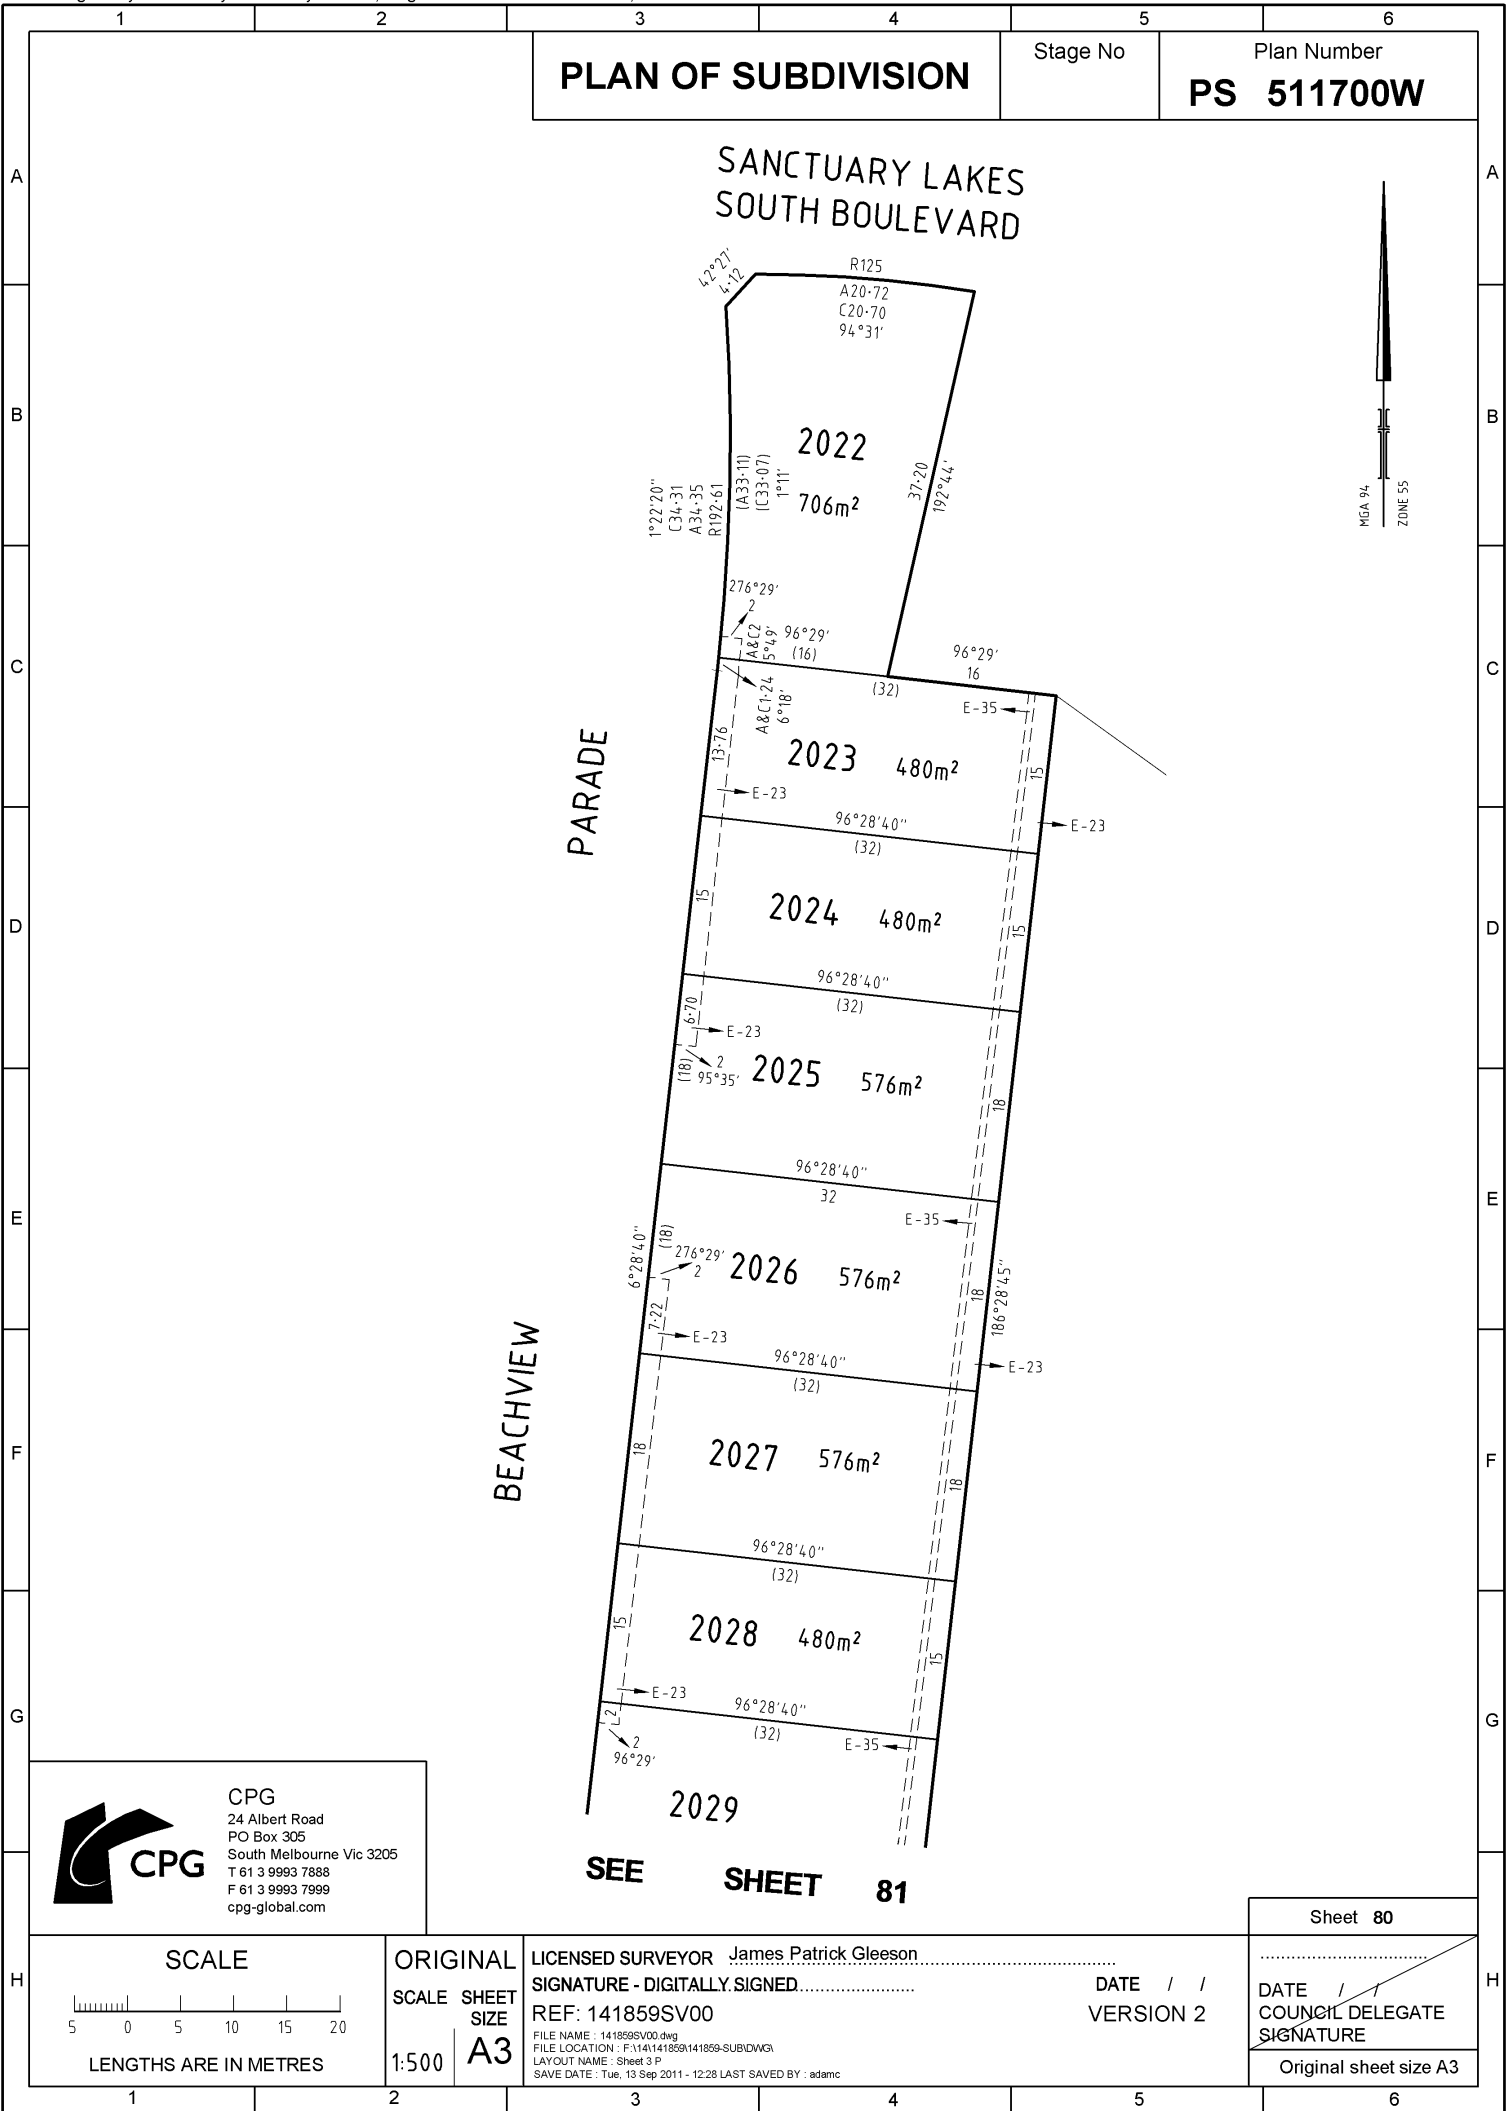 1 2 3 4 5 6
PLAN OF SUBDIVISION
Stage No
Plan Number
PS 511700W
SANCTUARY LAKES
SOUTH BOULEVARD
A
A
B
B
C
C
D
D
E
E
F
F
G
G
H
H
MGA 94
ZONE 55
42°27'
4·12
R125
A20·72
C20·70
94°31'
2022
706m²
1°22'20"
C34·31
A34·35
R192·61
(A33·11)
(C33·07)
1°11'
37·20
192°44'
276°29'
2
A&C2
5°49'
96°29'
(16)
96°29'
16
(32)
A&C1·24
6°18'
E-35
13·76
2023 480m²
15
E-23
E-23
96°28'40"
(32)
PARADE
15
2024 480m²
15
96°28'40"
(32)
6·70
E-23
(18)
2
95°35'
2025 576m²
18
96°28'40"
32
E-35
6°28'40"
(18)
276°29'
2
2026 576m²
18
186°28'45"
7·22
E-23
E-23
96°28'40"
(32)
BEACHVIEW
18
2027 576m²
18
96°28'40"
(32)
15
2028 480m²
15
E-23
96°28'40"
(32)
E-35
2
2
96°29'
2029
SEE SHEET 81
CPG
CPG
24 Albert Road
PO Box 305
South Melbourne Vic 3205
T 61 3 9993 7888
F 61 3 9993 7999
cpg-global.com
SCALE
5 0 5 10 15 20
LENGTHS ARE IN METRES
ORIGINAL
SCALE SHEET
SIZE
1:500 A3
LICENSED SURVEYOR James Patrick Gleeson
SIGNATURE - DIGITALLY SIGNED
DATE / /
REF: 141859SV00
VERSION 2
FILE NAME : 141859SV00.dwg
FILE LOCATION : F:\14\141859\141859-SUB\DWG\
LAYOUT NAME : Sheet 3 P
SAVE DATE : Tue, 13 Sep 2011 - 12:28 LAST SAVED BY : adamc
Sheet 80
DATE / /
COUNCIL DELEGATE
SIGNATURE
Original sheet size A3
1 2 3 4 5 6